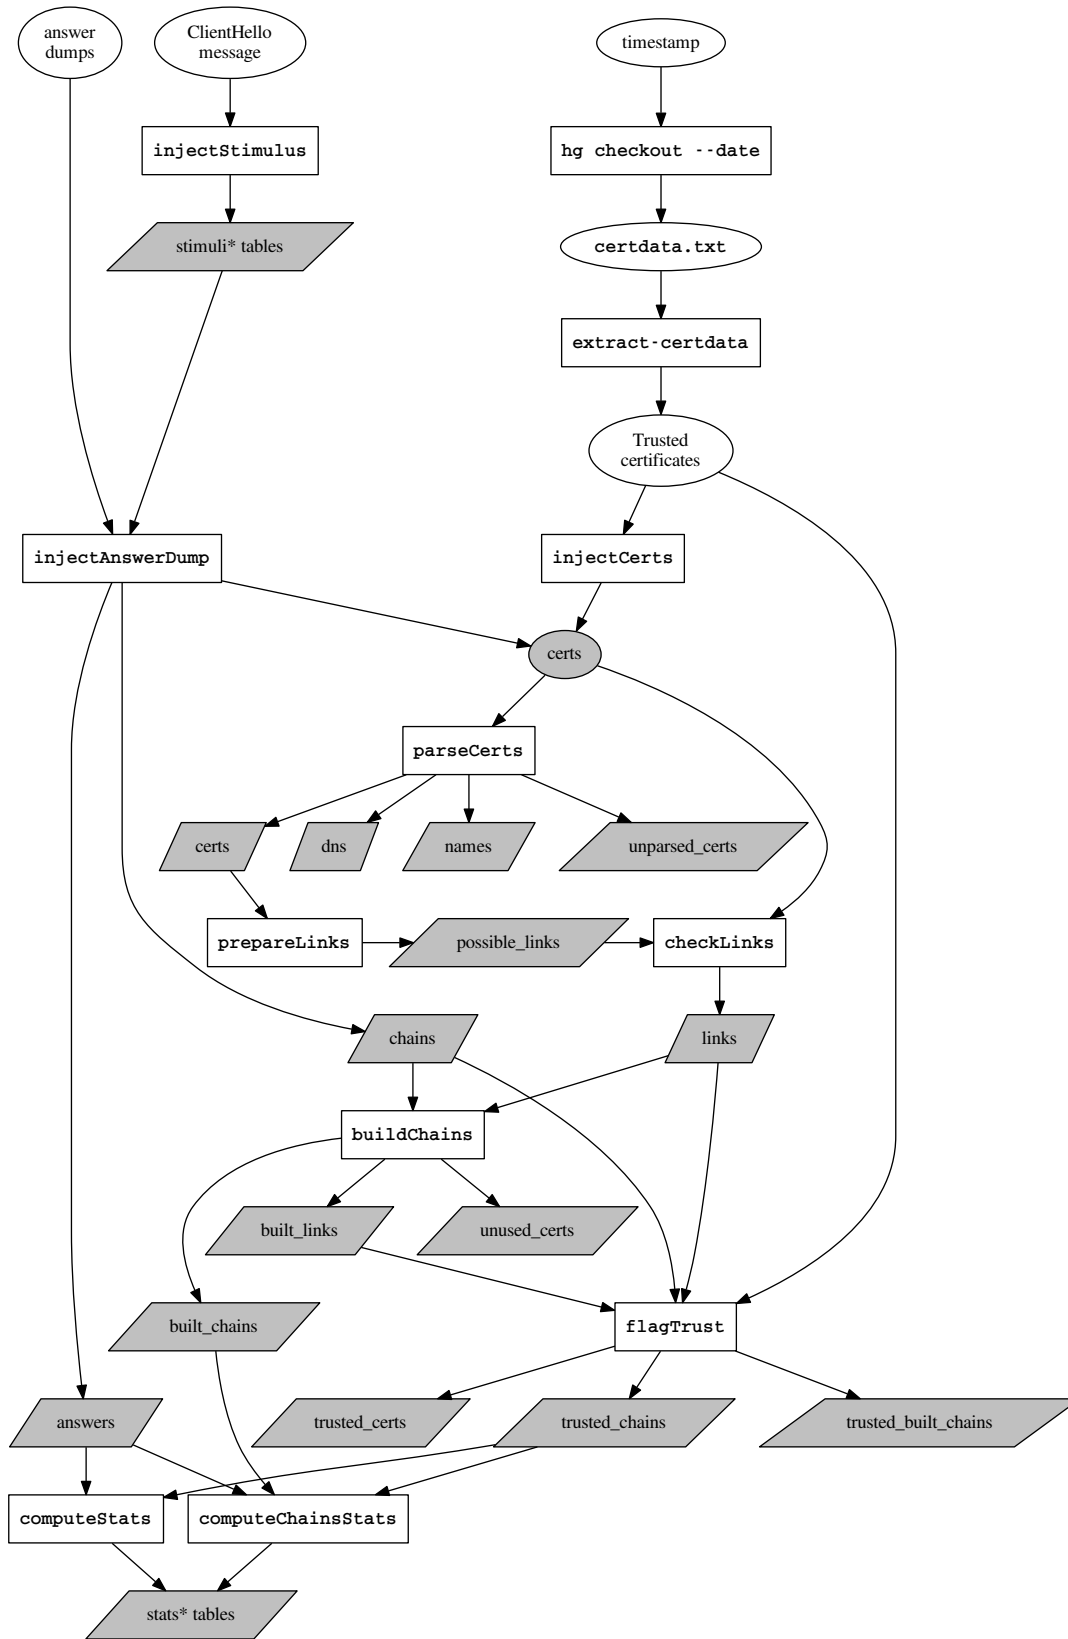 answer
dumps
ClientHello
message
timestamp
injectStimulus
hg checkout --date
stimuli* tables
certdata.txt
extract-certdata
Trusted
certificates
injectAnswerDump
injectCerts
certs
parseCerts
certs
dns
names
unparsed_certs
prepareLinks
possible_links
checkLinks
chains
links
buildChains
built_links
unused_certs
built_chains
flagTrust
answers
trusted_certs
trusted_chains
trusted_built_chains
computeStats
computeChainsStats
stats* tables